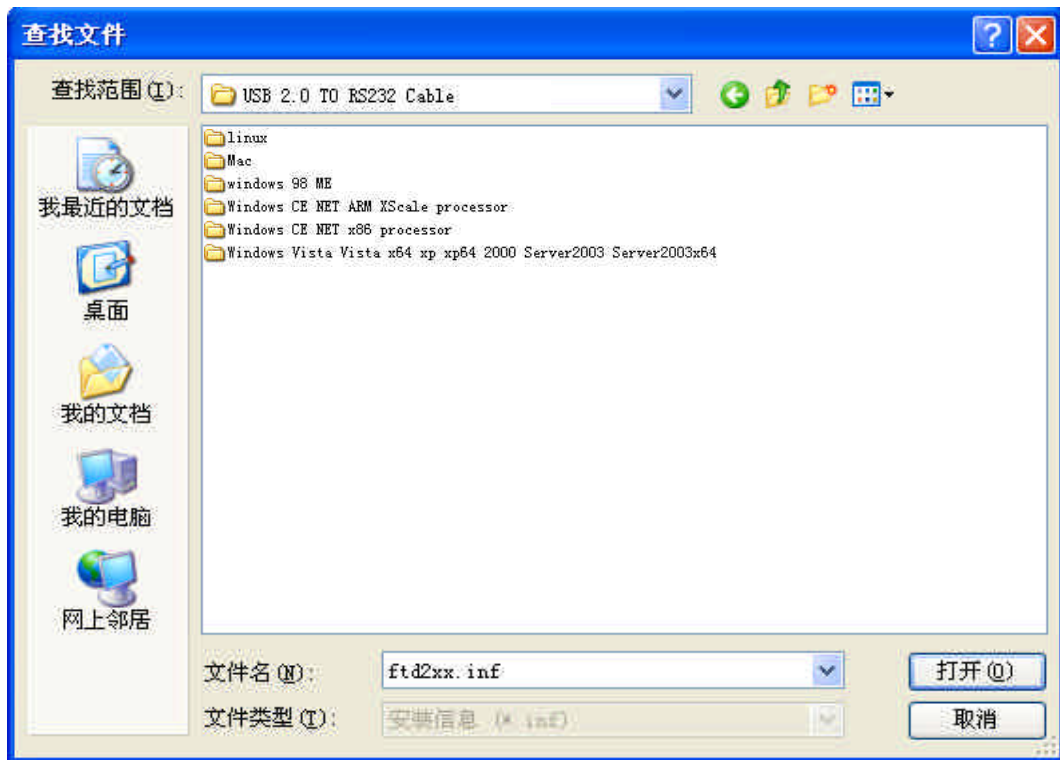 查找文件
查找范围(I):
USB 2.0 TO RS232 Cable
linux
Mac
windows 98 ME
Windows CE NET ARM XScale processor
Windows CE NET x86 processor
Windows Vista Vista x64 xp xp64 2000 Server2003 Server2003x64
我最近的文档
桌面
我的文档
我的电脑
网上邻居
文件名(N):
ftd2xx.inf
打开(O)
文件类型(T):
安装信息 (*.inf)
取消